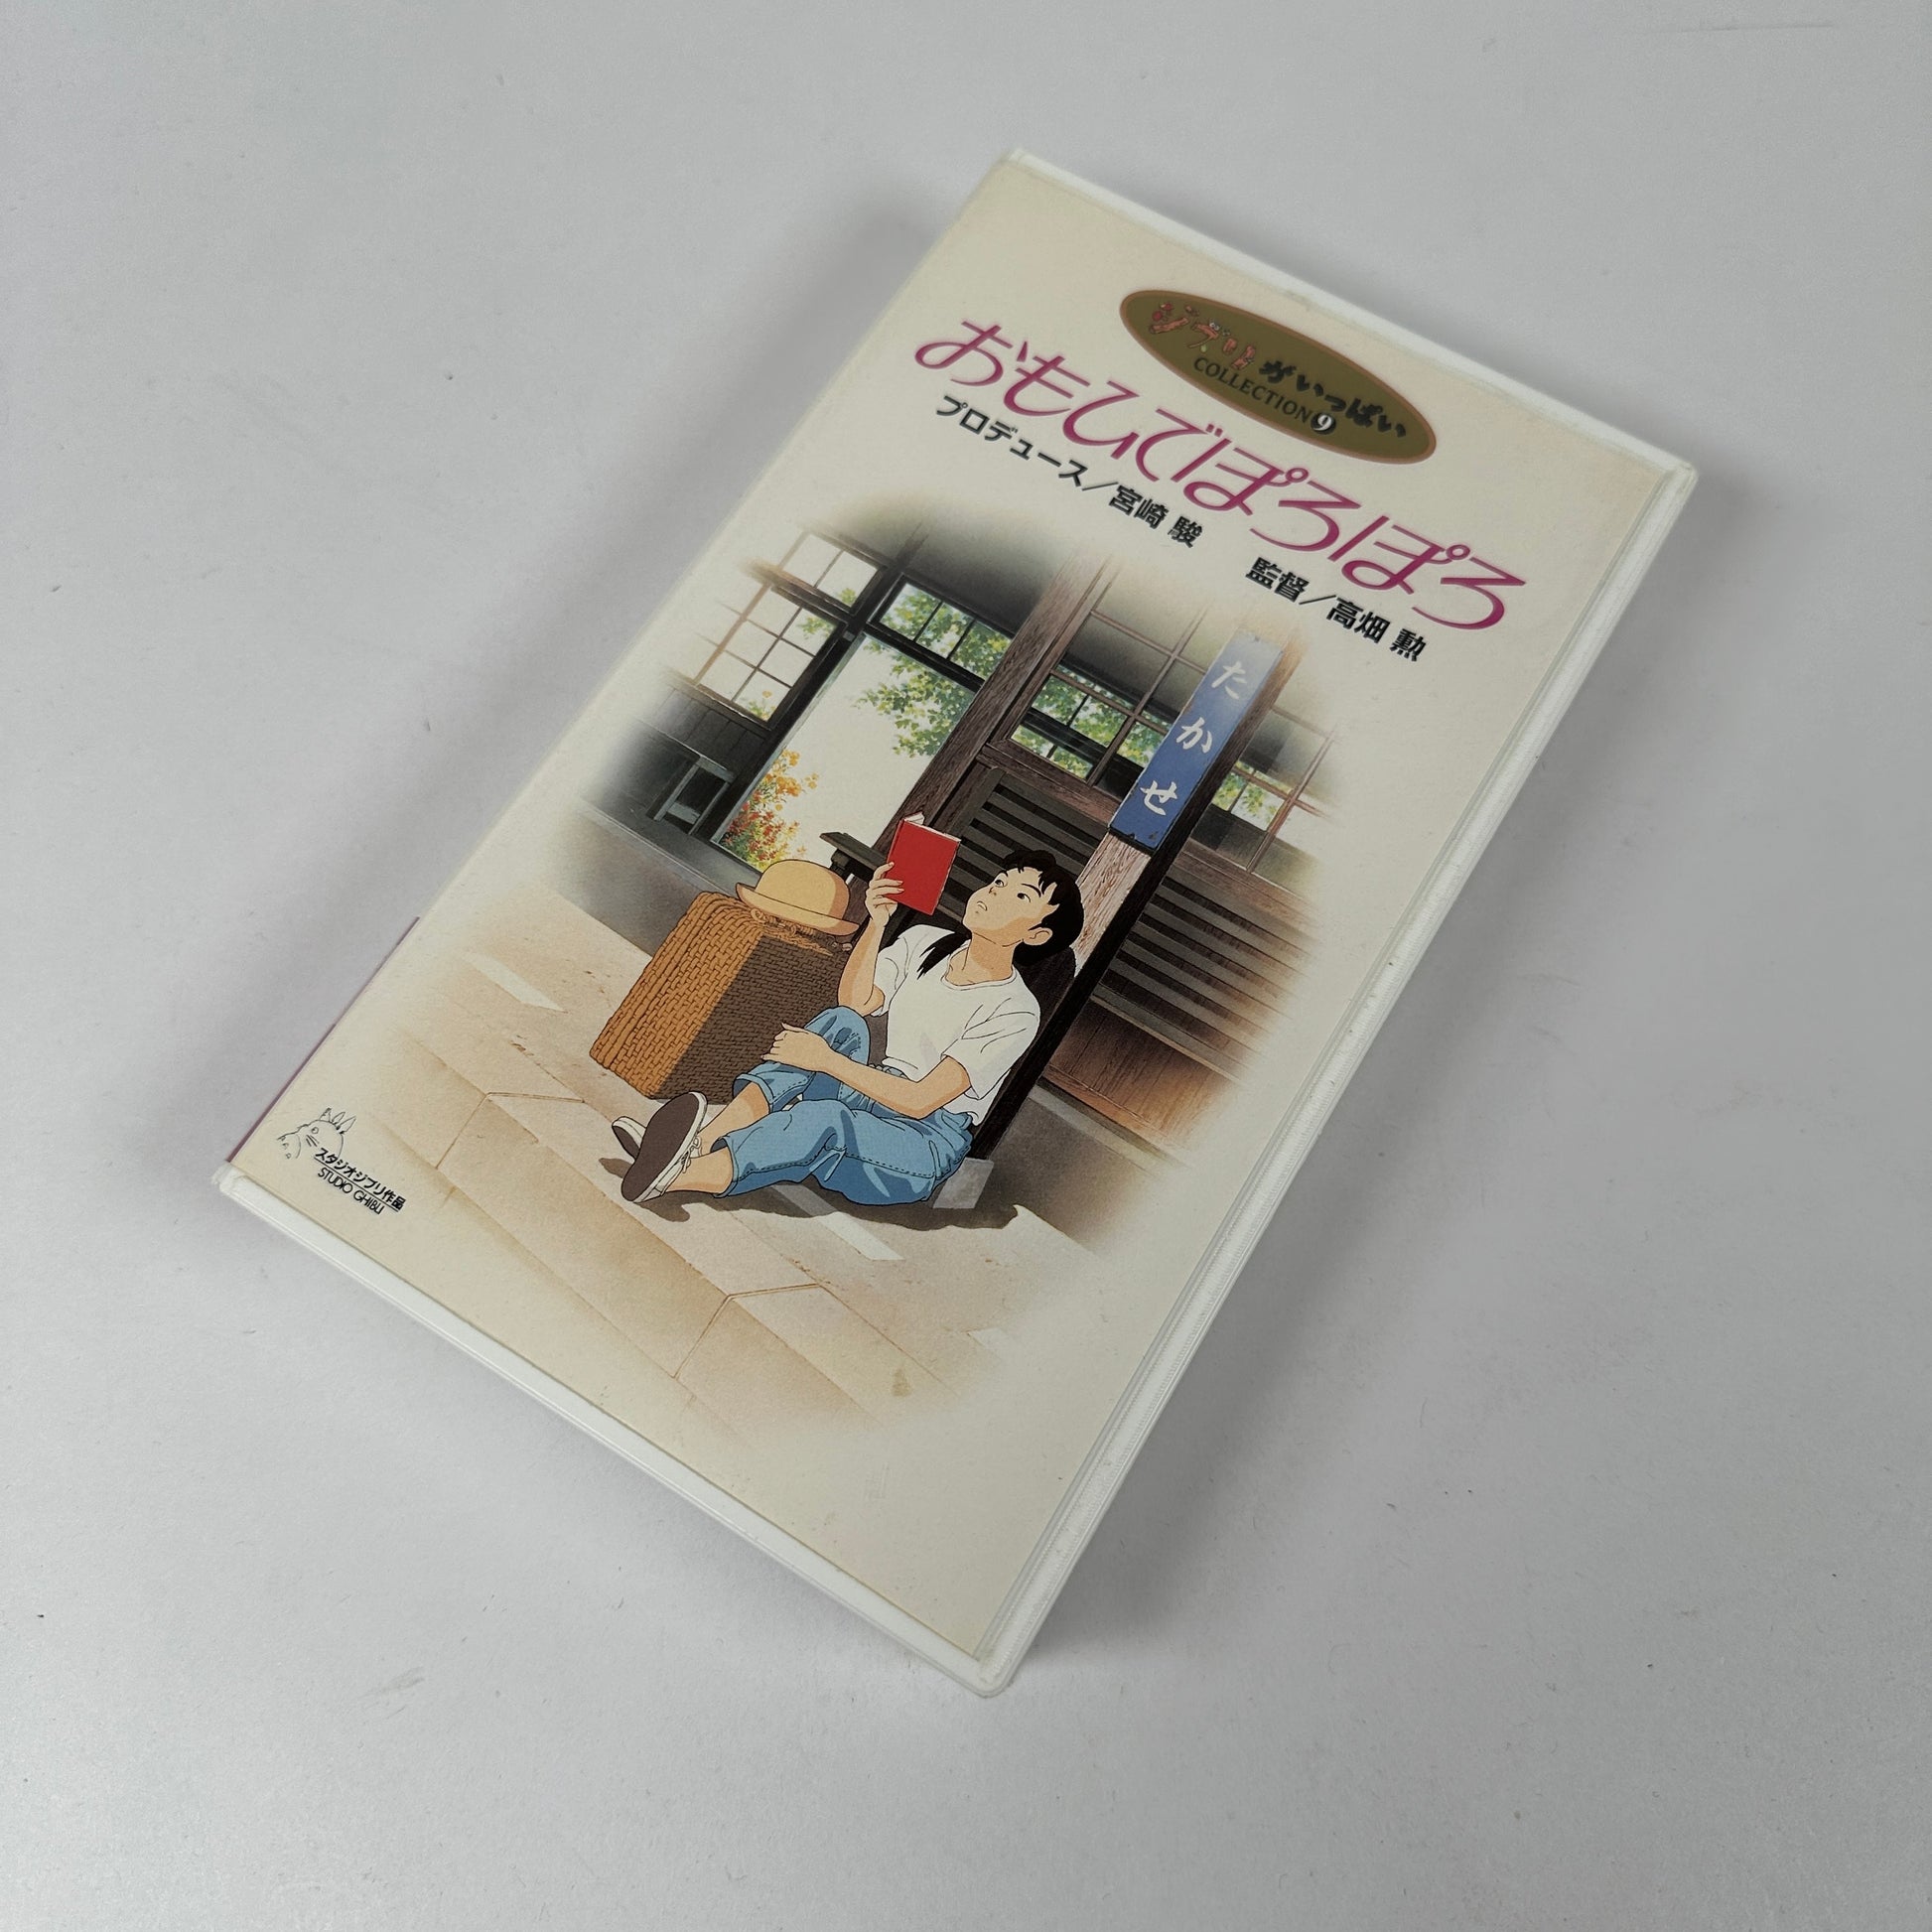 ジブリがいっぱい
COLLECTION 9
おもひでぽろぽろ
プロデュース／宮崎 駿　監督／高畑 勲
たかせ
スタジオジブリ作品
STUDIO GHIBLI